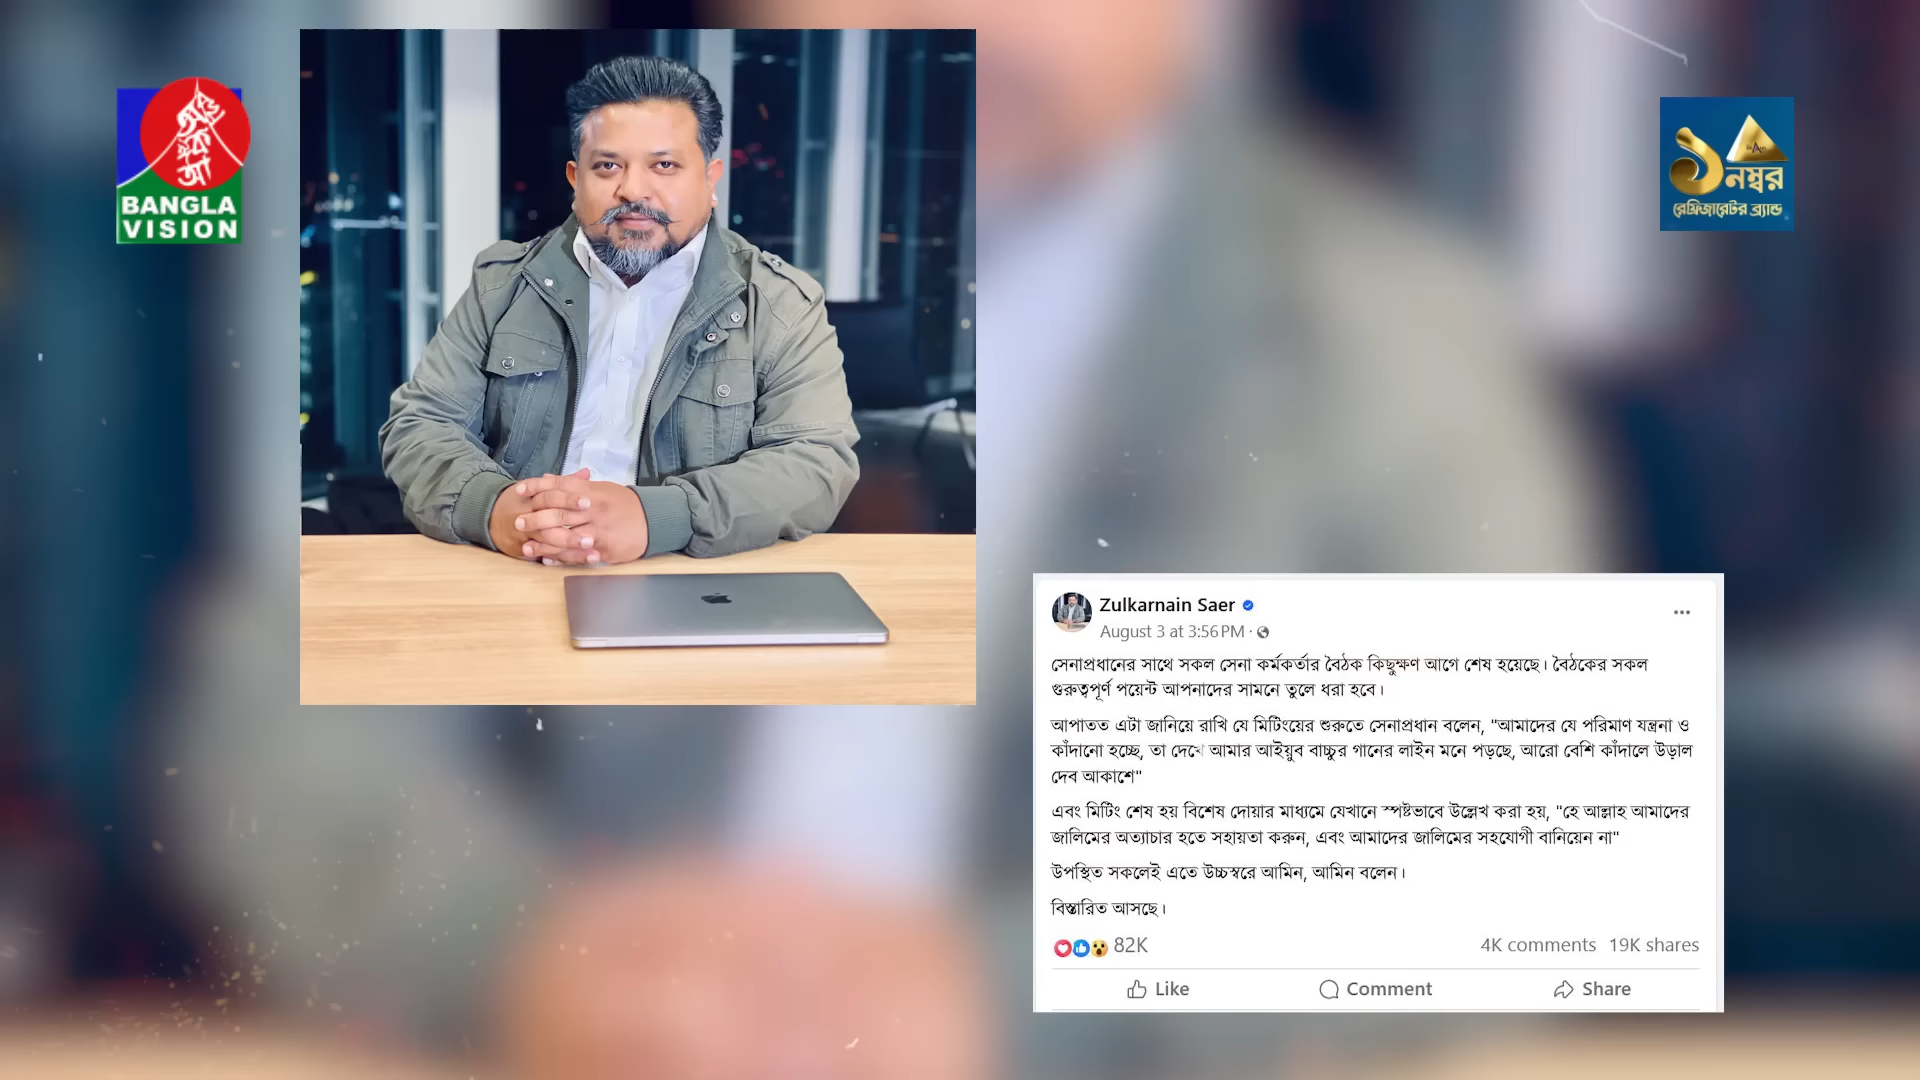 BANGLA
VISION
১ নম্বর
রেফ্রিজারেটর ব্র্যান্ড
Zulkarnain Saer
August 3 at 3:56 PM ·
সেনাপ্রধানের সাথে সকল সেনা কর্মকর্তার বৈঠক কিছুক্ষণ আগে শেষ হয়েছে। বৈঠকের সকল
গুরুত্বপূর্ণ পয়েন্ট আপনাদের সামনে তুলে ধরা হবে।
আপাতত এটা জানিয়ে রাখি যে মিটিংয়ের শুরুতে সেনাপ্রধান বলেন, "আমাদের যে পরিমাণ যন্ত্রনা ও
কাঁদানো হচ্ছে, তা দেখে আমার আইয়ুব বাচ্চুর গানের লাইন মনে পড়ছে, আরো বেশি কাঁদালে উড়াল
দেব আকাশে"
এবং মিটিং শেষ হয় বিশেষ দোয়ার মাধ্যমে যেখানে স্পষ্টভাবে উল্লেখ করা হয়, "হে আল্লাহ আমাদের
জালিমের অত্যাচার হতে সহায়তা করুন, এবং আমাদের জালিমের সহযোগী বানিয়েন না"
উপস্থিত সকলেই এতে উচ্চস্বরে আমিন, আমিন বলেন।
বিস্তারিত আসছে।
82K
4K comments 19K shares
Like Comment Share